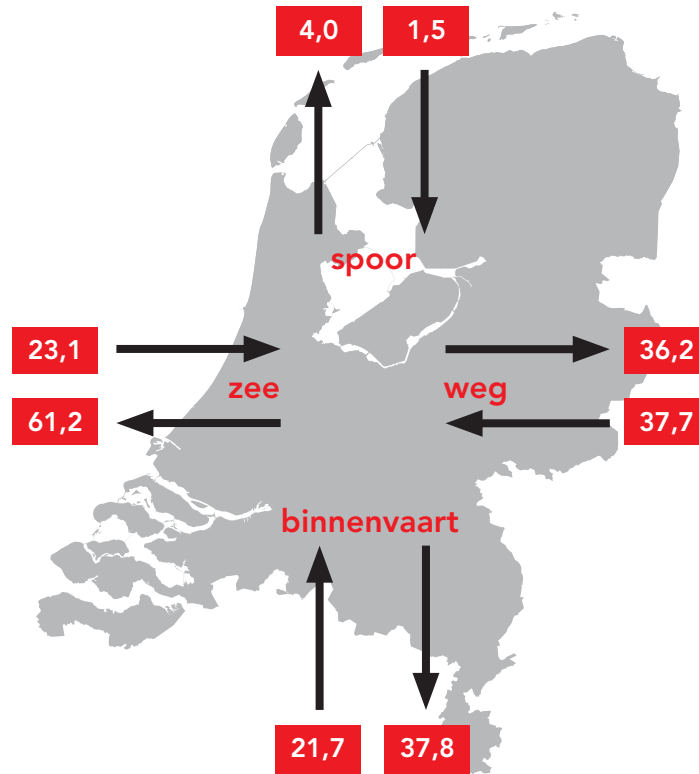 4,0 1,5
spoor
23,1 36,2
zee weg
61,2 37,7
binnenvaart
21,7 37,8